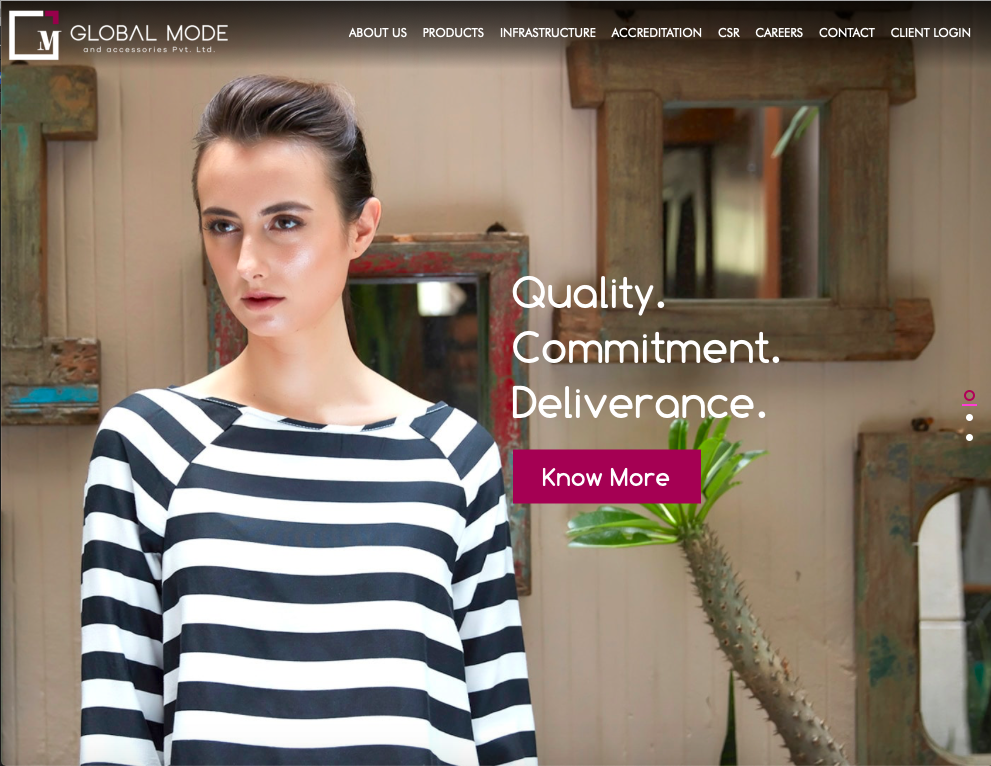 M GLOBAL MODE
and accessories Pvt. Ltd.
ABOUT US PRODUCTS INFRASTRUCTURE ACCREDITATION CSR CAREERS CONTACT CLIENT LOGIN
Quality.
Commitment.
Deliverance.
Know More